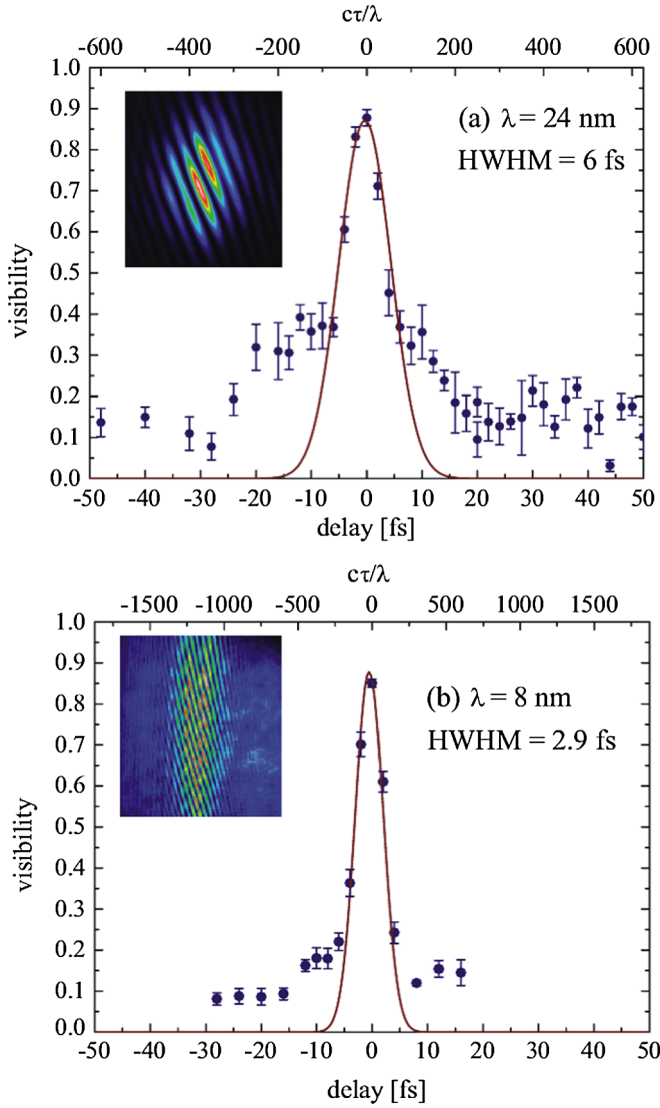 cτ/λ
-600 -400 -200 0 200 400 600
1.0
0.9
0.8
0.7
0.6
0.5
0.4
0.3
0.2
0.1
0.0
visibility
(a) λ = 24 nm
HWHM = 6 fs
-50 -40 -30 -20 -10 0 10 20 30 40 50
delay [fs]
cτ/λ
-1500 -1000 -500 0 500 1000 1500
1.0
0.9
0.8
0.7
0.6
0.5
0.4
0.3
0.2
0.1
0.0
visibility
(b) λ = 8 nm
HWHM = 2.9 fs
-50 -40 -30 -20 -10 0 10 20 30 40 50
delay [fs]